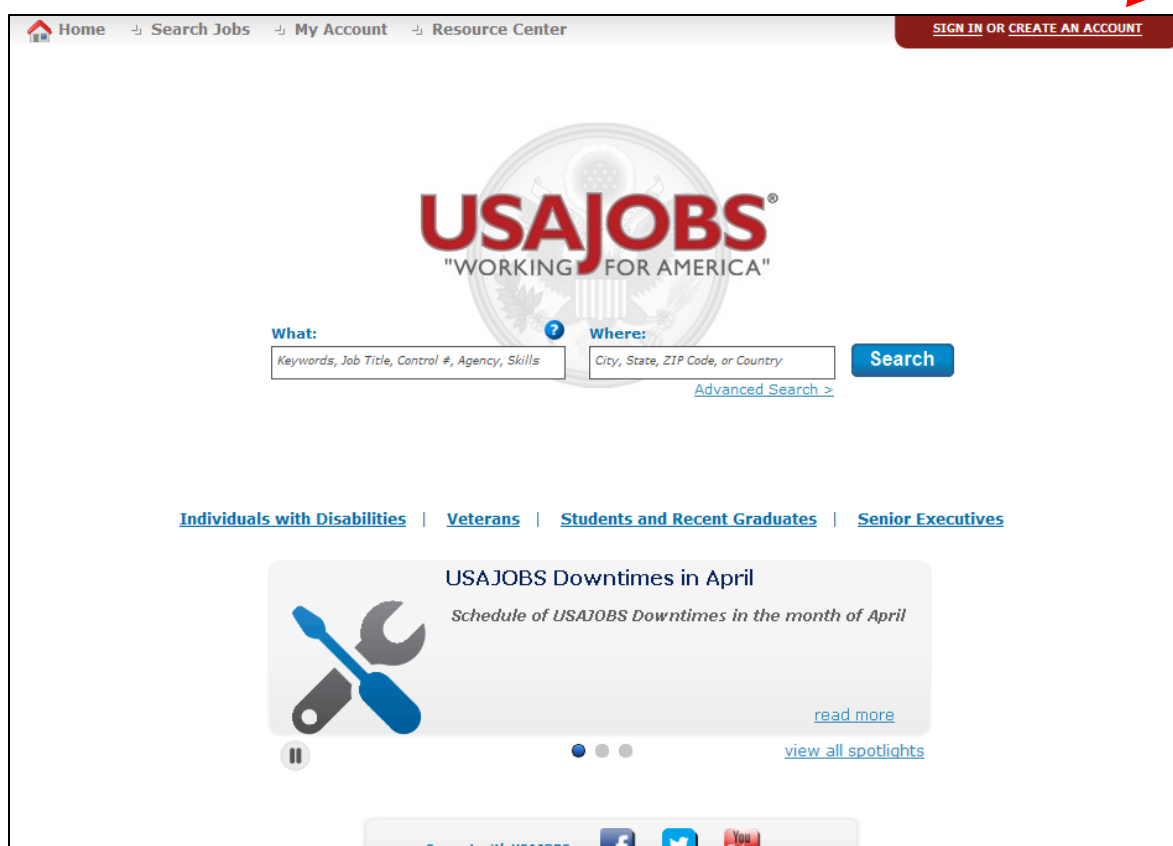 Home Search Jobs My Account Resource Center SIGN IN OR CREATE AN ACCOUNT
USAJOBS®
"WORKING FOR AMERICA"
What: ? Where:
Keywords, Job Title, Control #, Agency, Skills City, State, ZIP Code, or Country Search
Advanced Search >
Individuals with Disabilities | Veterans | Students and Recent Graduates | Senior Executives
USAJOBS Downtimes in April
Schedule of USAJOBS Downtimes in the month of April
read more
view all spotlights
You